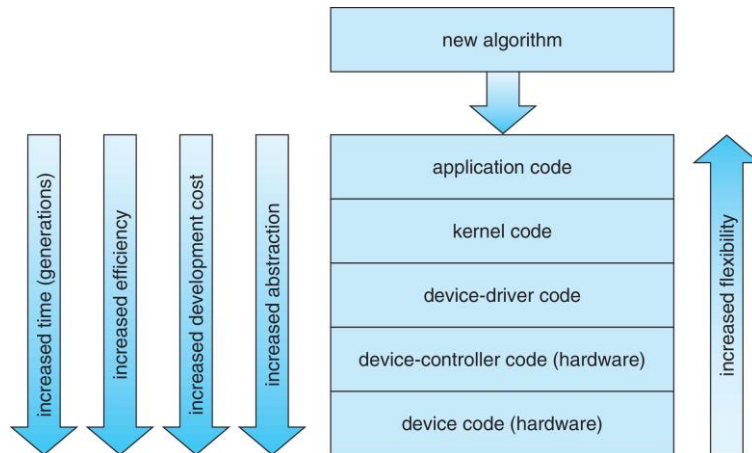 new algorithm
application code
kernel code
device-driver code
device-controller code (hardware)
device code (hardware)
increased time (generations)
increased efficiency
increased development cost
increased abstraction
increased flexibility